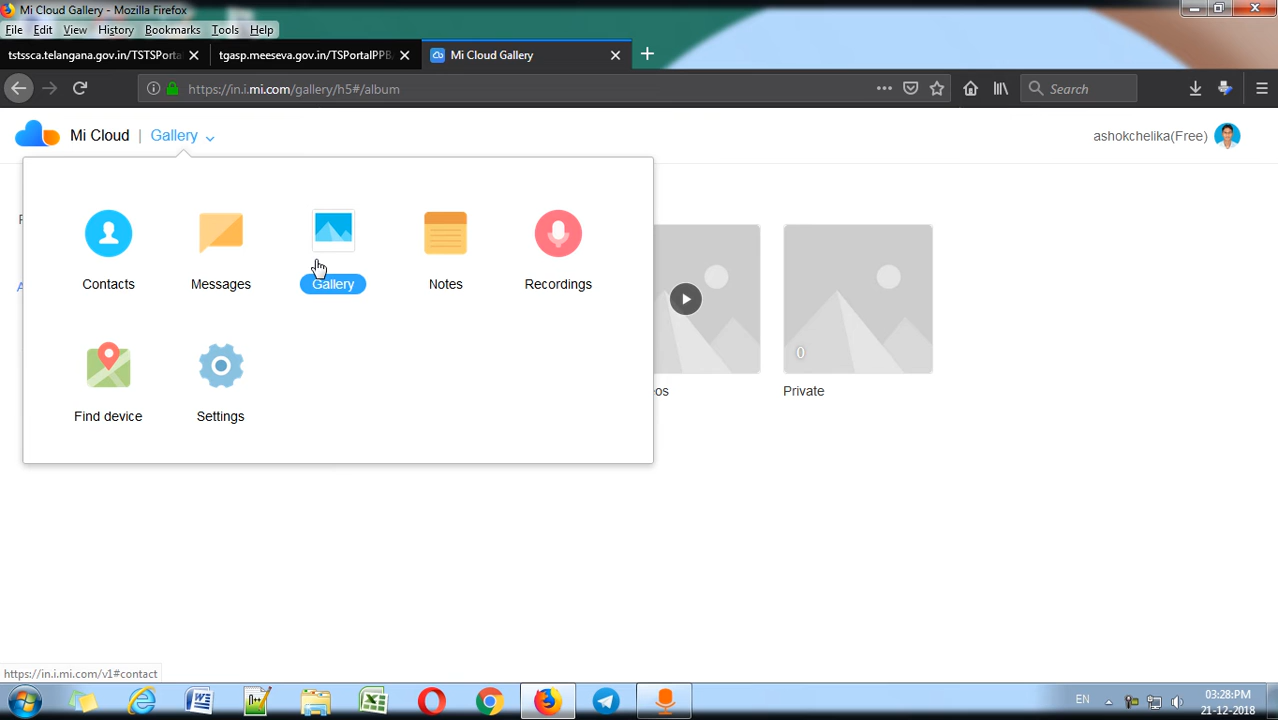 Mi Cloud Gallery - Mozilla Firefox
File Edit View History Bookmarks Tools Help
tstssca.telangana.gov.in/TSTSPorta
tgasp.meeseva.gov.in/TSPortalPPB
Mi Cloud Gallery
https://in.i.mi.com/gallery/h5#/album
Search
Mi Cloud | Gallery
ashokchelika(Free)
Contacts
Messages
Gallery
Notes
Recordings
Find device
Settings
0
os
Private
https://in.i.mi.com/v1#contact
EN
03:28:PM
21-12-2018